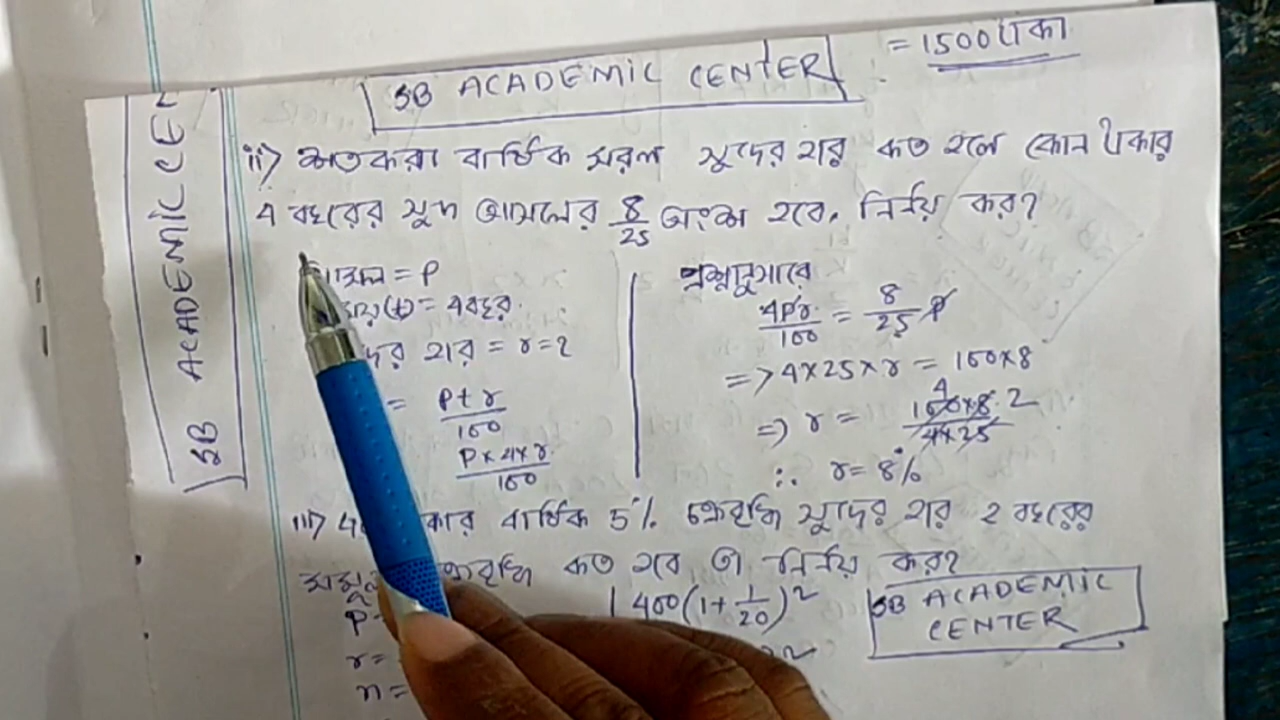 = 1500 টাকা
SB ACADEMIC CENTER
SB ACADEMIC CE
ii) শতকরা বার্ষিক সরল সুদের হার কত হলে কোন টাকার
4 বছরের সুদ আসলের 8/25 অংশ হবে, নির্ণয় কর?
= P
(t) = 4 বছর.
হার = r = ?
= Ptr/100
P×4×r/100
প্রশ্নানুসারে
4Pr/100 = 8/25 P
=> 4×25×r = 100×8
=> r = 100×8/4×25 4 2
∴ r = 8%
iii) বার্ষিক 5% চক্রবৃদ্ধি সুদের হার 2 বছরের
কত হবে তা নির্ণয় কর?
P
r =
n =
400(1+1/20)²
SB ACADEMIC
CENTER